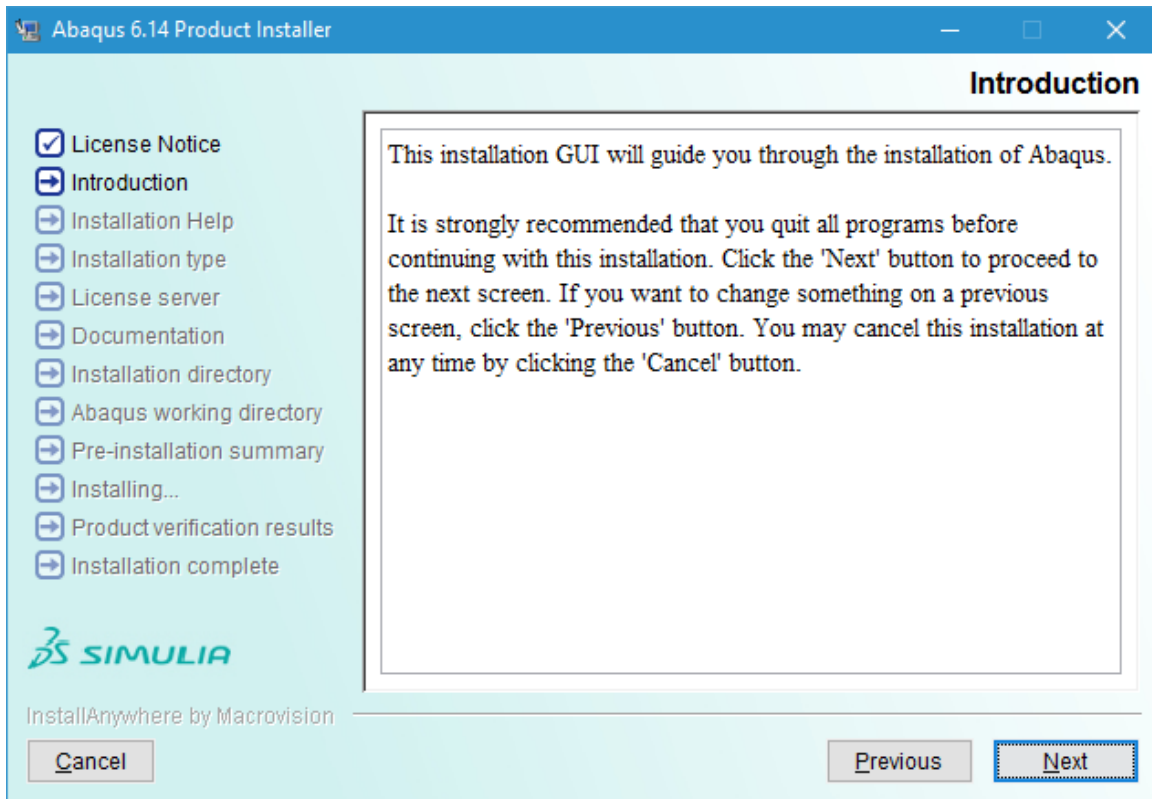 Abaqus 6.14 Product Installer
Introduction
License Notice
Introduction
Installation Help
Installation type
License server
Documentation
Installation directory
Abaqus working directory
Pre-installation summary
Installing...
Product verification results
Installation complete
This installation GUI will guide you through the installation of Abaqus.
It is strongly recommended that you quit all programs before
continuing with this installation. Click the 'Next' button to proceed to
the next screen. If you want to change something on a previous
screen, click the 'Previous' button. You may cancel this installation at
any time by clicking the 'Cancel' button.
3DS SIMULIA
InstallAnywhere by Macrovision
Cancel
Previous
Next